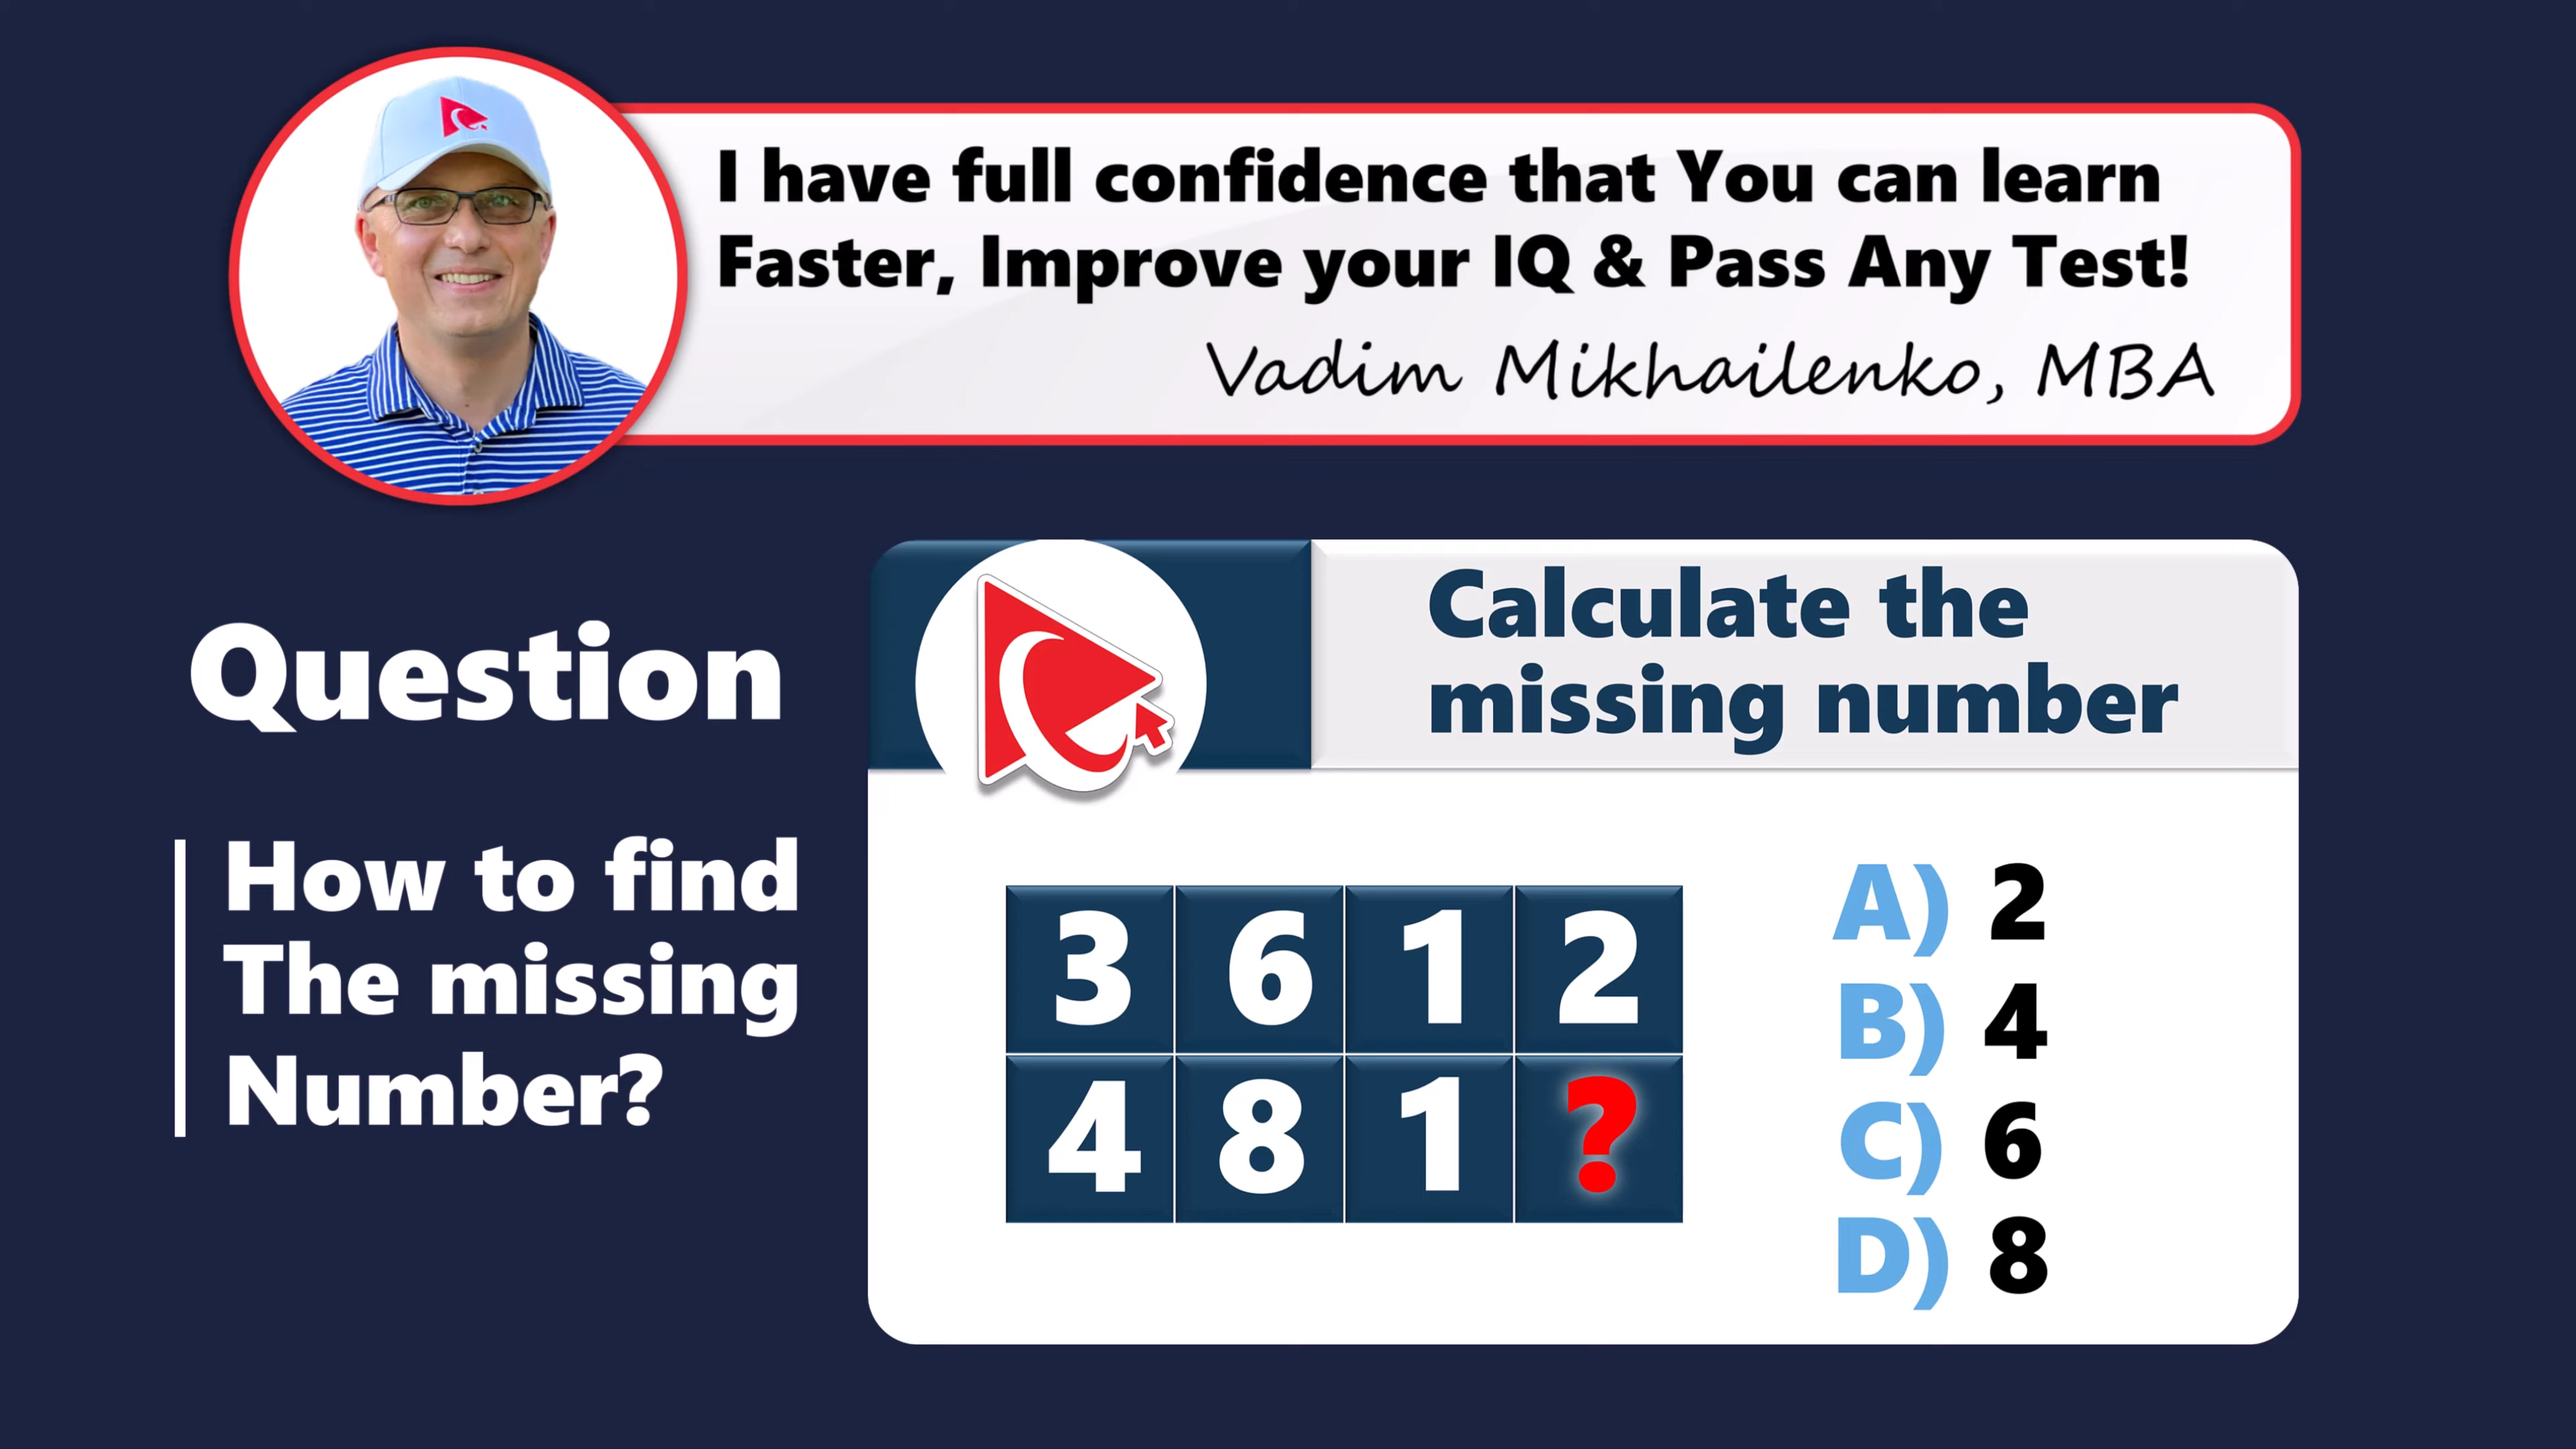 I have full confidence that You can learn
Faster, Improve your IQ & Pass Any Test!
Vadim Mikhailenko, MBA
Question
How to find
The missing
Number?
Calculate the
missing number
3 6 1 2
4 8 1 ?
A) 2
B) 4
C) 6
D) 8